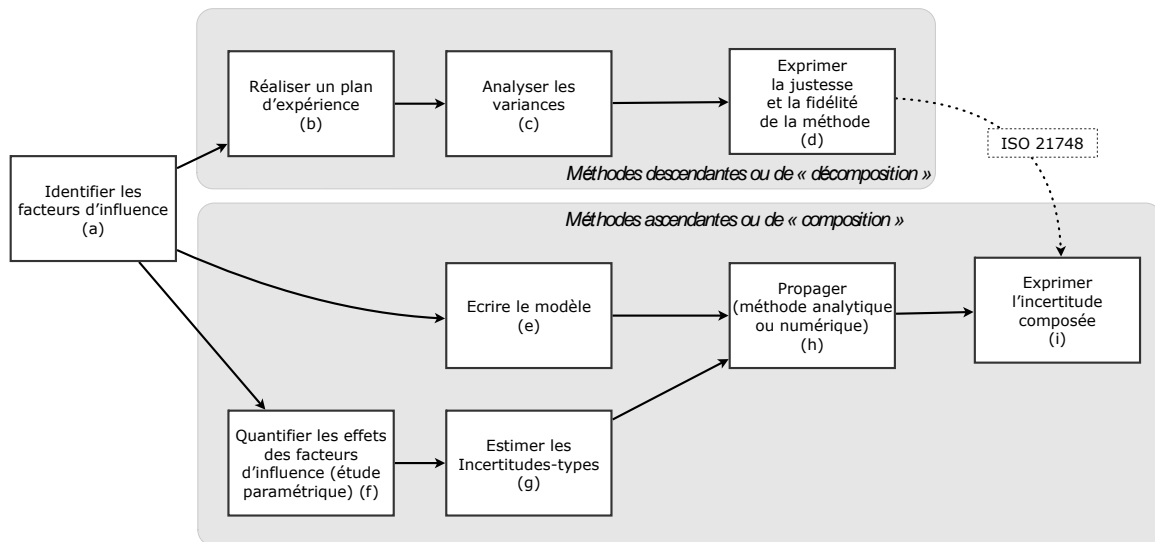 Réaliser un plan
d'expérience
(b)
Analyser les
variances
(c)
Exprimer
la justesse
et la fidélité
de la méthode
(d)
ISO 21748
Méthodes descendantes ou de « décomposition »
Identifier les
facteurs d'influence
(a)
Méthodes ascendantes ou de « composition »
Ecrire le modèle
(e)
Propager
(méthode analytique
ou numérique)
(h)
Exprimer
l'incertitude
composée
(i)
Quantifier les effets
des facteurs
d'influence (étude
paramétrique) (f)
Estimer les
Incertitudes-types
(g)